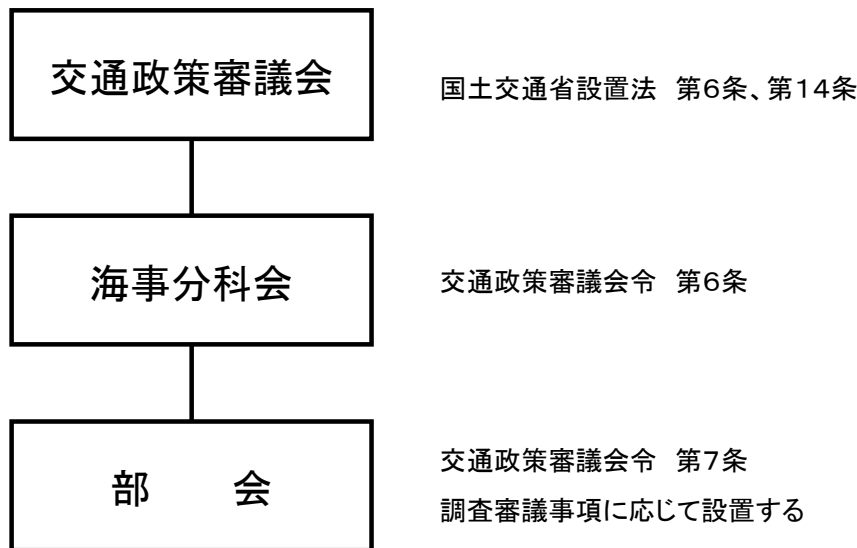 交通政策審議会
国土交通省設置法　第6条、第14条
海事分科会
交通政策審議会令　第6条
部　　会
交通政策審議会令　第7条
調査審議事項に応じて設置する